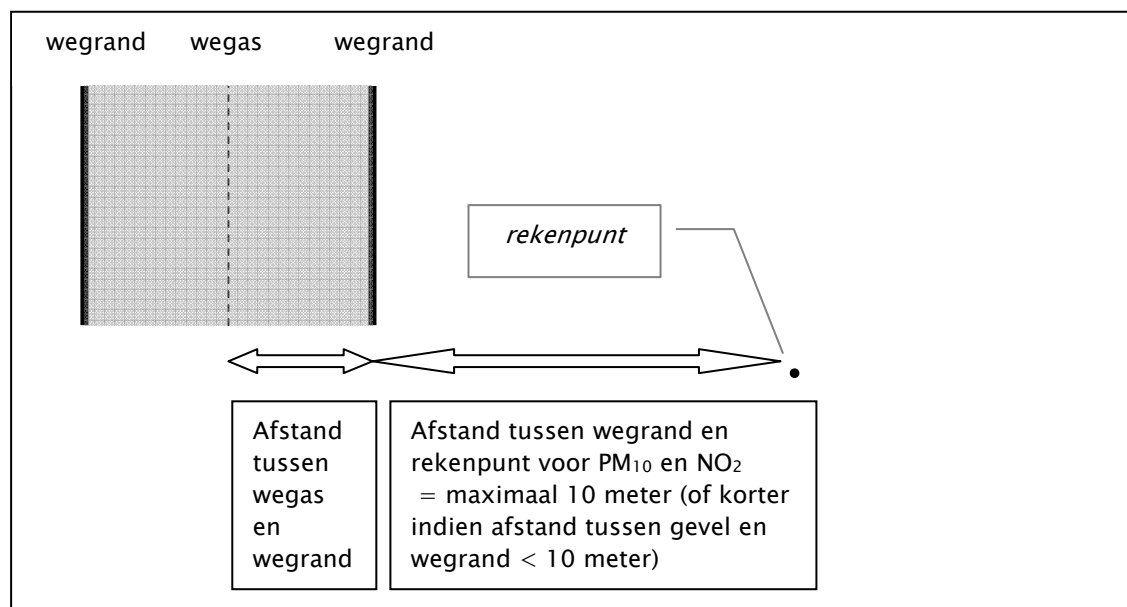 wegrand wegas wegrand
rekenpunt
Afstand
tussen
wegas
en
wegrand
Afstand tussen wegrand en
rekenpunt voor PM₁₀ en NO₂
= maximaal 10 meter (of korter
indien afstand tussen gevel en
wegrand < 10 meter)